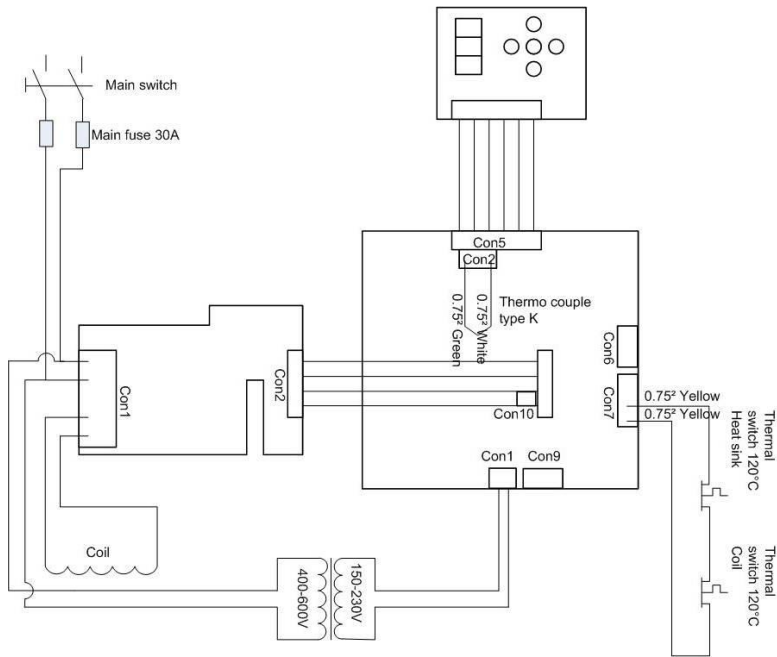 Main switch
Main fuse 30A
Con5
Con2
0.75² Green
0.75² White
Thermo couple
type K
Con6
Con1
Con2
Con10
Con7
0.75² Yellow
0.75² Yellow
Thermal
switch 120°C
Heat sink
Con1
Con9
Coil
400-600V
150-230V
Thermal
switch 120°C
Coil